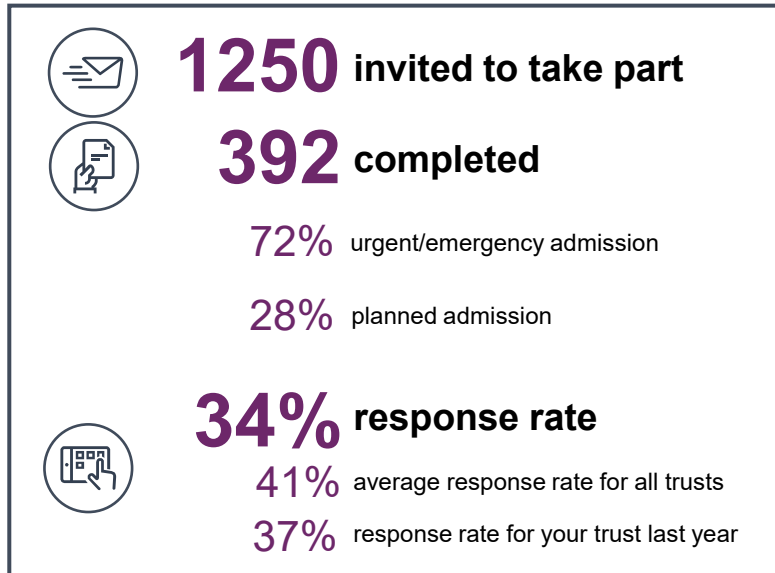 1250 invited to take part
392 completed
72% urgent/emergency admission
28% planned admission
34% response rate
41% average response rate for all trusts
37% response rate for your trust last year